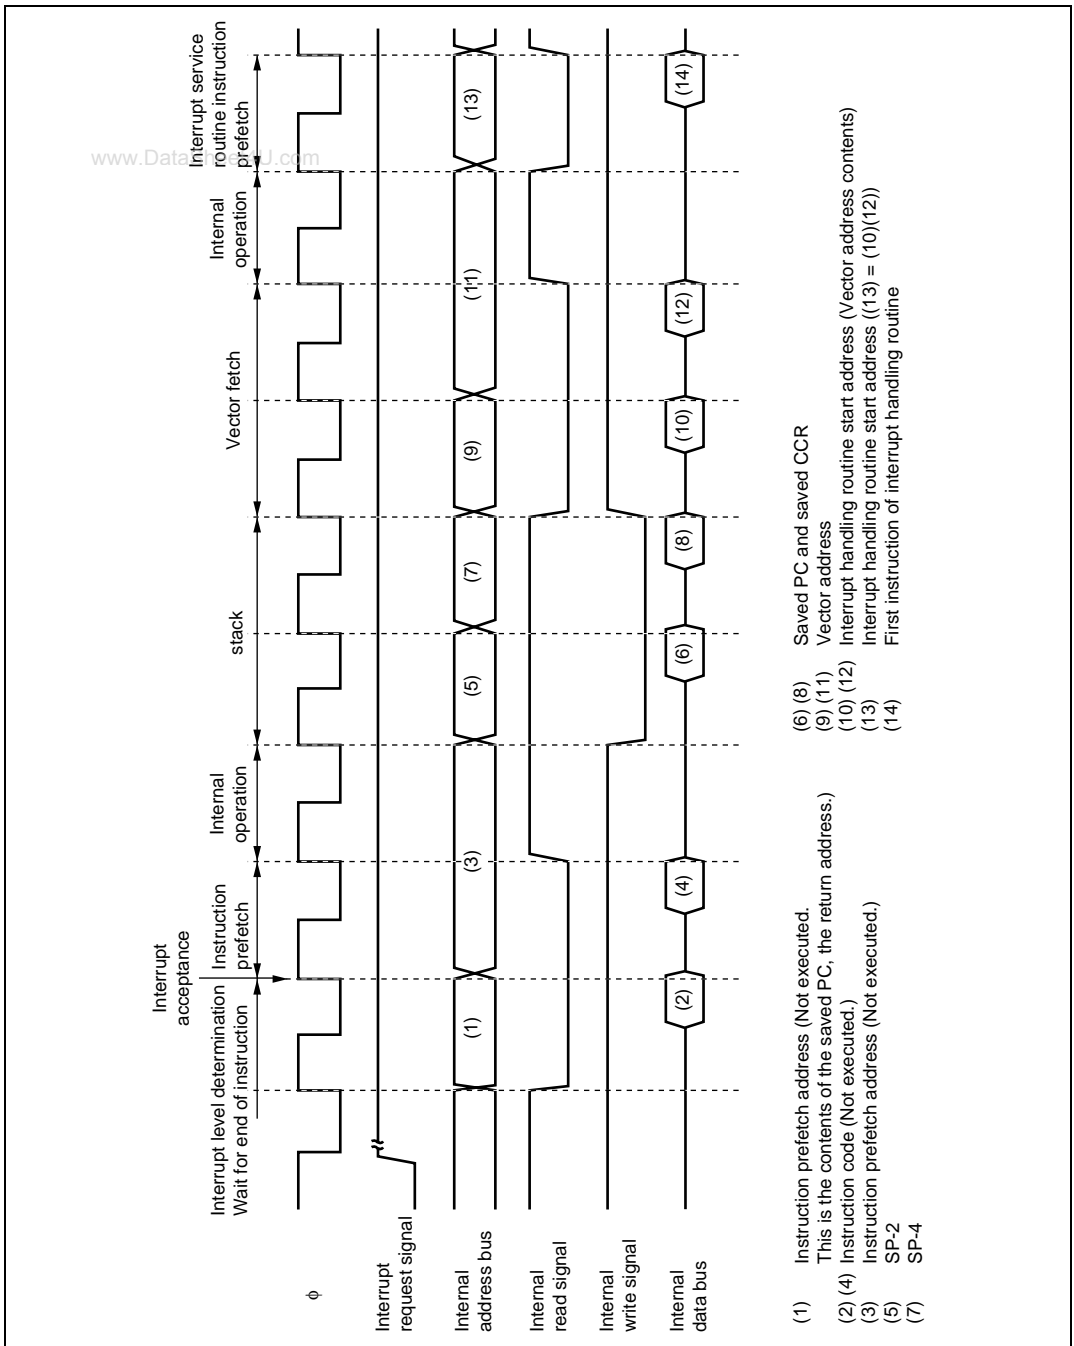 Interrupt level determination
Wait for end of instruction
Interrupt
acceptance
Instruction
prefetch
Internal
operation
stack
Vector fetch
Internal
operation
Interrupt service
routine instruction
prefetch
φ
Interrupt
request signal
Internal
address bus
(1)
(3)
(5)
(7)
(9)
(11)
(13)
Internal
read signal
Internal
write signal
Internal
data bus
(2)
(4)
(6)
(8)
(10)
(12)
(14)
(1) Instruction prefetch address (Not executed.
This is the contents of the saved PC, the return address.)
(2) (4) Instruction code (Not executed.)
(3) Instruction prefetch address (Not executed.)
(5) SP-2
(7) SP-4
(6) (8) Saved PC and saved CCR
(9) (11) Vector address
(10) (12) Interrupt handling routine start address (Vector address contents)
(13) Interrupt handling routine start address ((13) = (10)(12))
(14) First instruction of interrupt handling routine
www.DataSheet4U.com